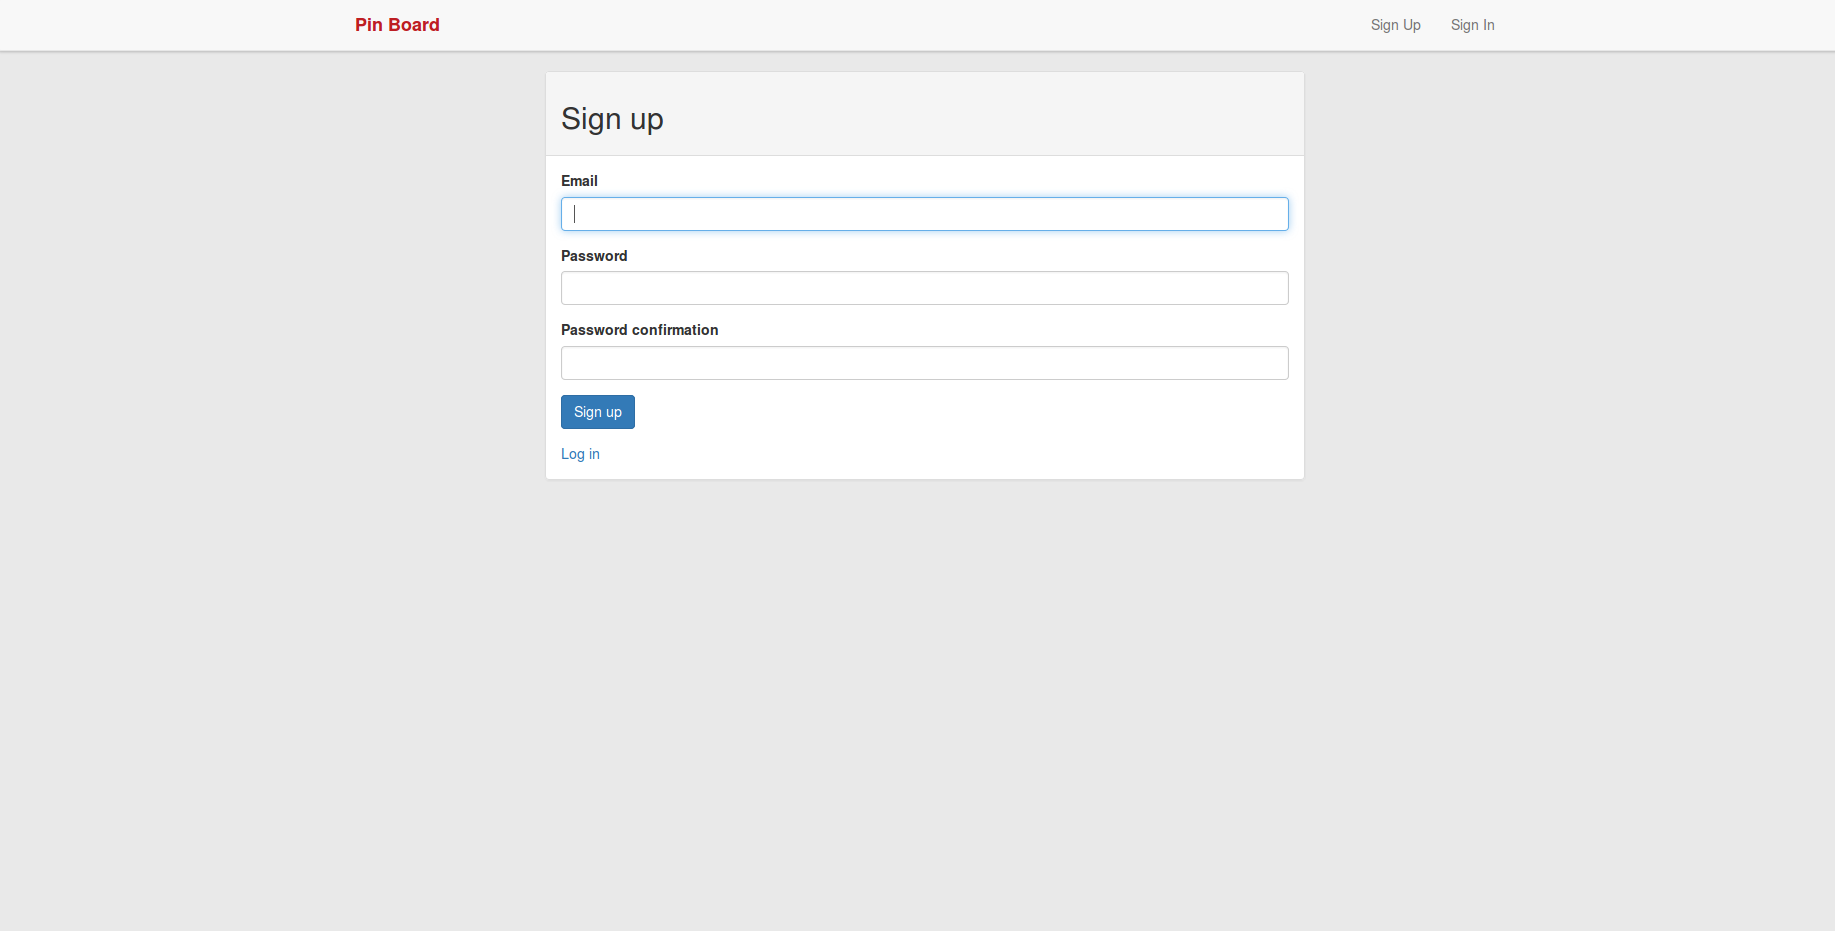 Pin Board Sign Up Sign In
Sign up
Email
Password
Password confirmation
Sign up
Log in